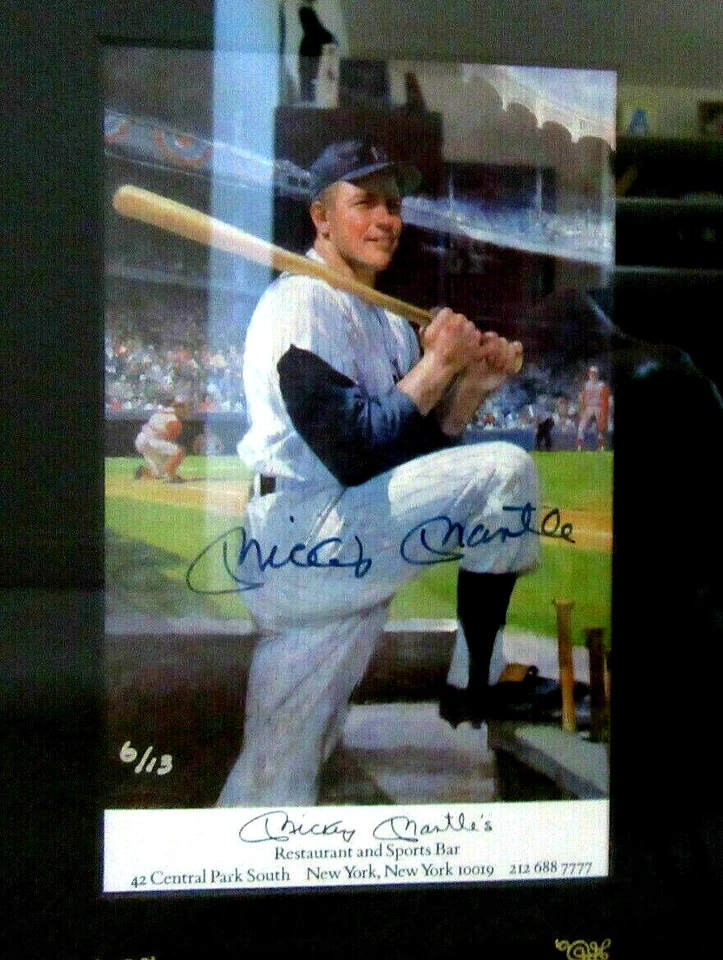 Mickey Mantle
6/13
Mickey Mantle's
Restaurant and Sports Bar
42 Central Park South New York, New York 10019 212 688 7777